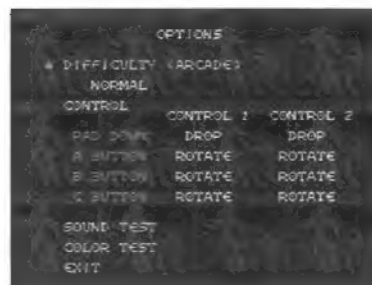 OPTIONS
DIFFICULTY <ARCADE>
NORMAL
CONTROL
CONTROL 1 CONTROL 2
PAD DOWN DROP DROP
A BUTTON ROTATE ROTATE
B BUTTON ROTATE ROTATE
C BUTTON ROTATE ROTATE
SOUND TEST
COLOR TEST
EXIT